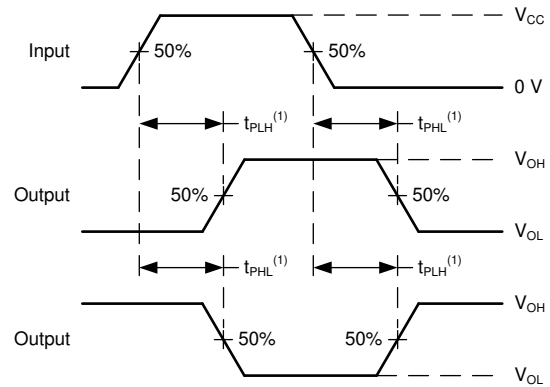 V_CC
Input 50% 50%
0 V
t_PLH^(1) t_PHL^(1)
V_OH
Output 50% 50%
V_OL
t_PHL^(1) t_PLH^(1)
V_OH
Output 50% 50%
V_OL